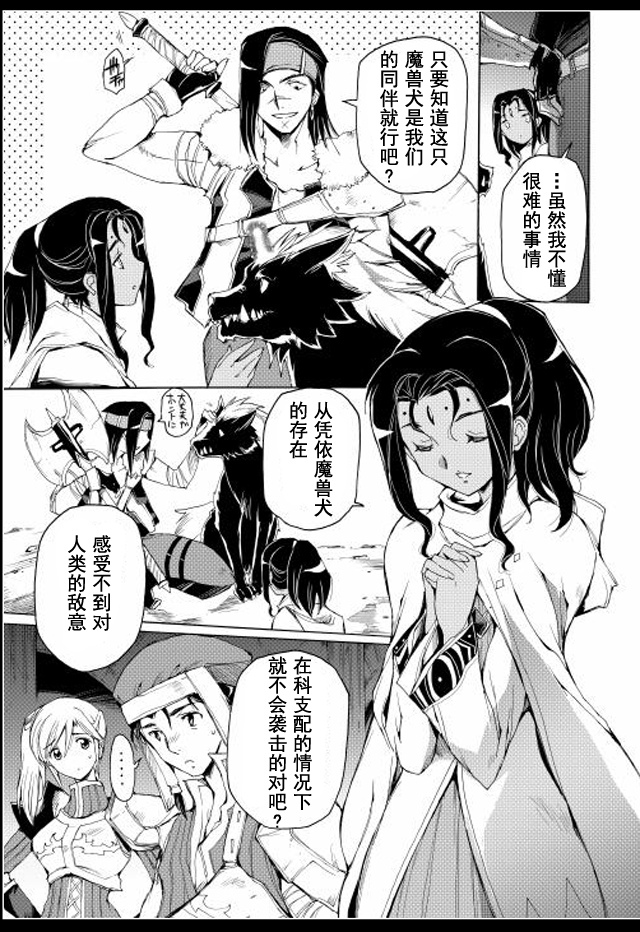 …虽然我不懂
很难的事情
只要知道这只
魔兽犬是我们
的同伴就行吧?
从凭依魔兽犬
的存在
感受不到对
人类的敌意
在科支配的情况下
就不会袭击的对吧?
……